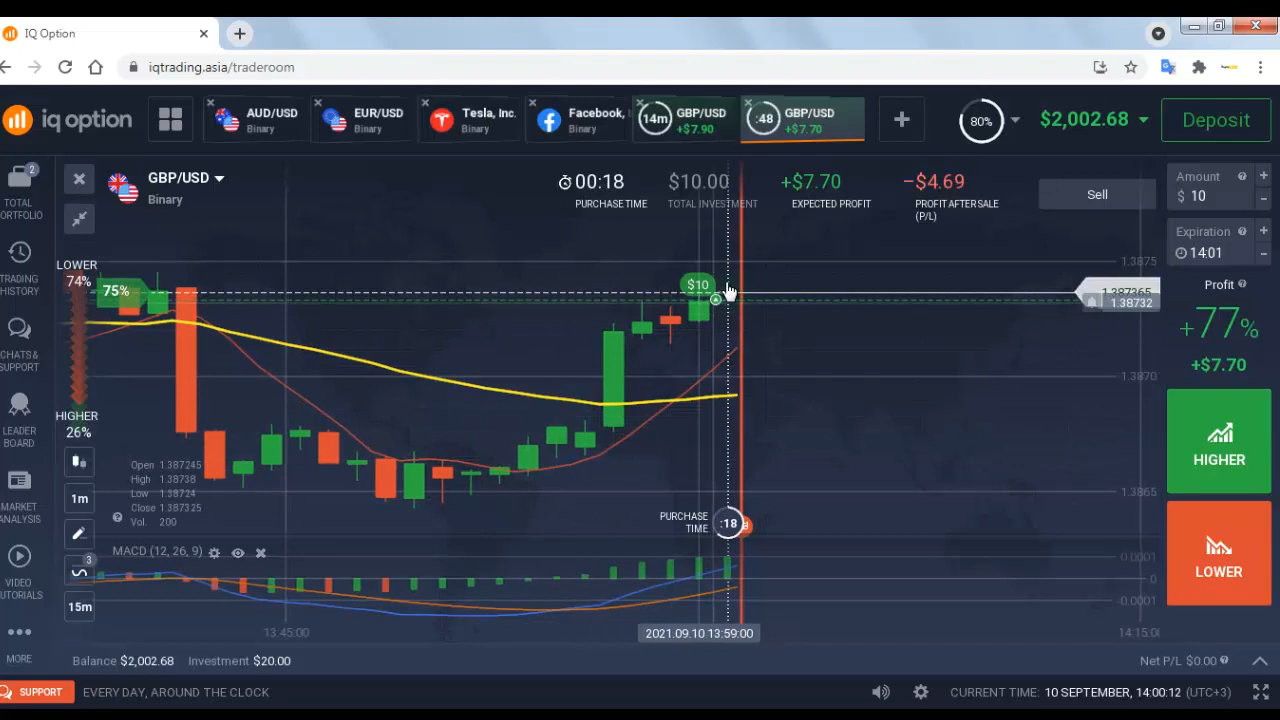 IQ Option
iqtrading.asia/traderoom
iq option
AUD/USD
Binary
EUR/USD
Binary
Tesla, Inc.
Binary
Facebook,
Binary
14m
GBP/USD
+$7.90
:48
GBP/USD
+$7.70
80%
$2,002.68
Deposit
2
TOTAL
PORTFOLIO
TRADING
HISTORY
CHATS &
SUPPORT
LEADER
BOARD
MARKET
ANALYSIS
VIDEO
TUTORIALS
MORE
GBP/USD
Binary
00:18
PURCHASE TIME
$10.00
TOTAL INVESTMENT
+$7.70
EXPECTED PROFIT
−$4.69
PROFIT AFTER SALE
(P/L)
Sell
Amount
$ 10
Expiration
14:01
Profit
+77%
+$7.70
HIGHER
LOWER
LOWER
74%
75%
HIGHER
26%
$10
1.3875
1.387365
1.38732
1.3870
1.3865
Open 1.387245
High 1.38738
Low 1.38724
Close 1.387325
Vol. 200
1m
3
15m
PURCHASE
TIME
:18
MACD (12, 26, 9)
0.0001
0
-0.0001
13:45:00
2021.09.10 13:59:00
14:15:00
Balance $2,002.68
Investment $20.00
Net P/L $0.00
SUPPORT
EVERY DAY, AROUND THE CLOCK
CURRENT TIME: 10 SEPTEMBER, 14:00:12 (UTC+3)